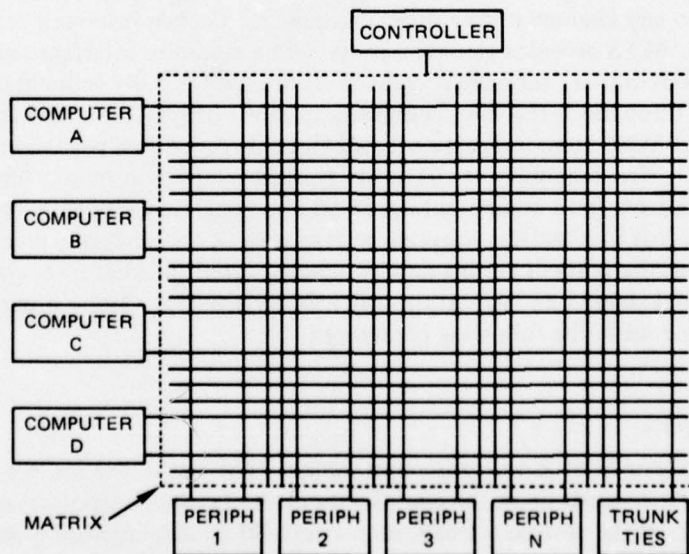 CONTROLLER
COMPUTER
A
COMPUTER
B
COMPUTER
C
COMPUTER
D
MATRIX
PERIPH
1
PERIPH
2
PERIPH
3
PERIPH
N
TRUNK
TIES